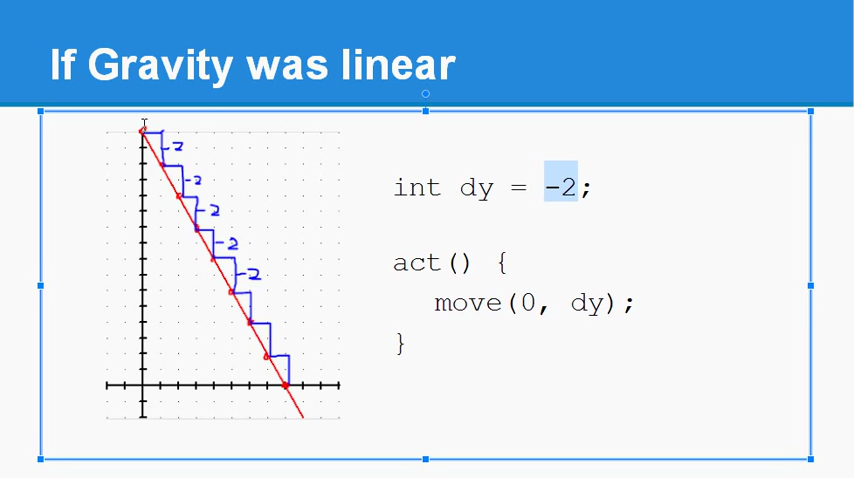 If Gravity was linear
-2
-2
-2
-2
-2
int dy = -2;
act() {
move(0, dy);
}